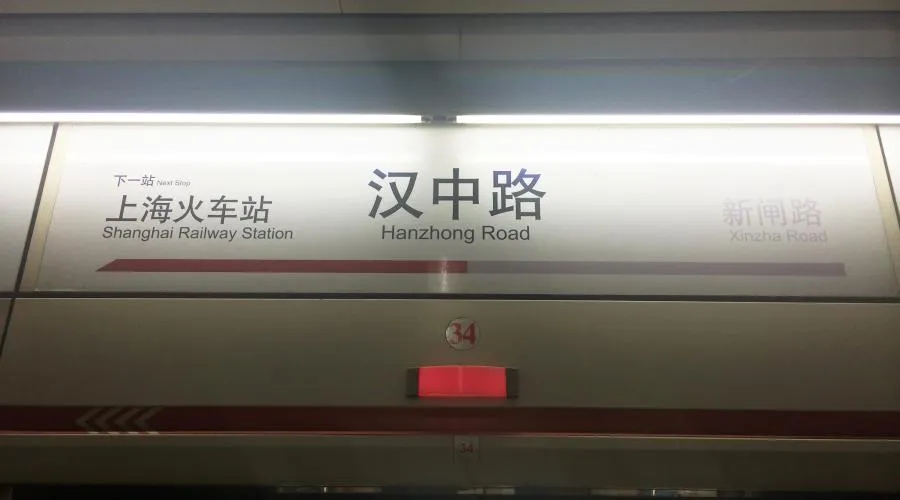 下一站 Next Stop
上海火车站
Shanghai Railway Station
汉中路
Hanzhong Road
新闸路
Xinzha Road
34
34